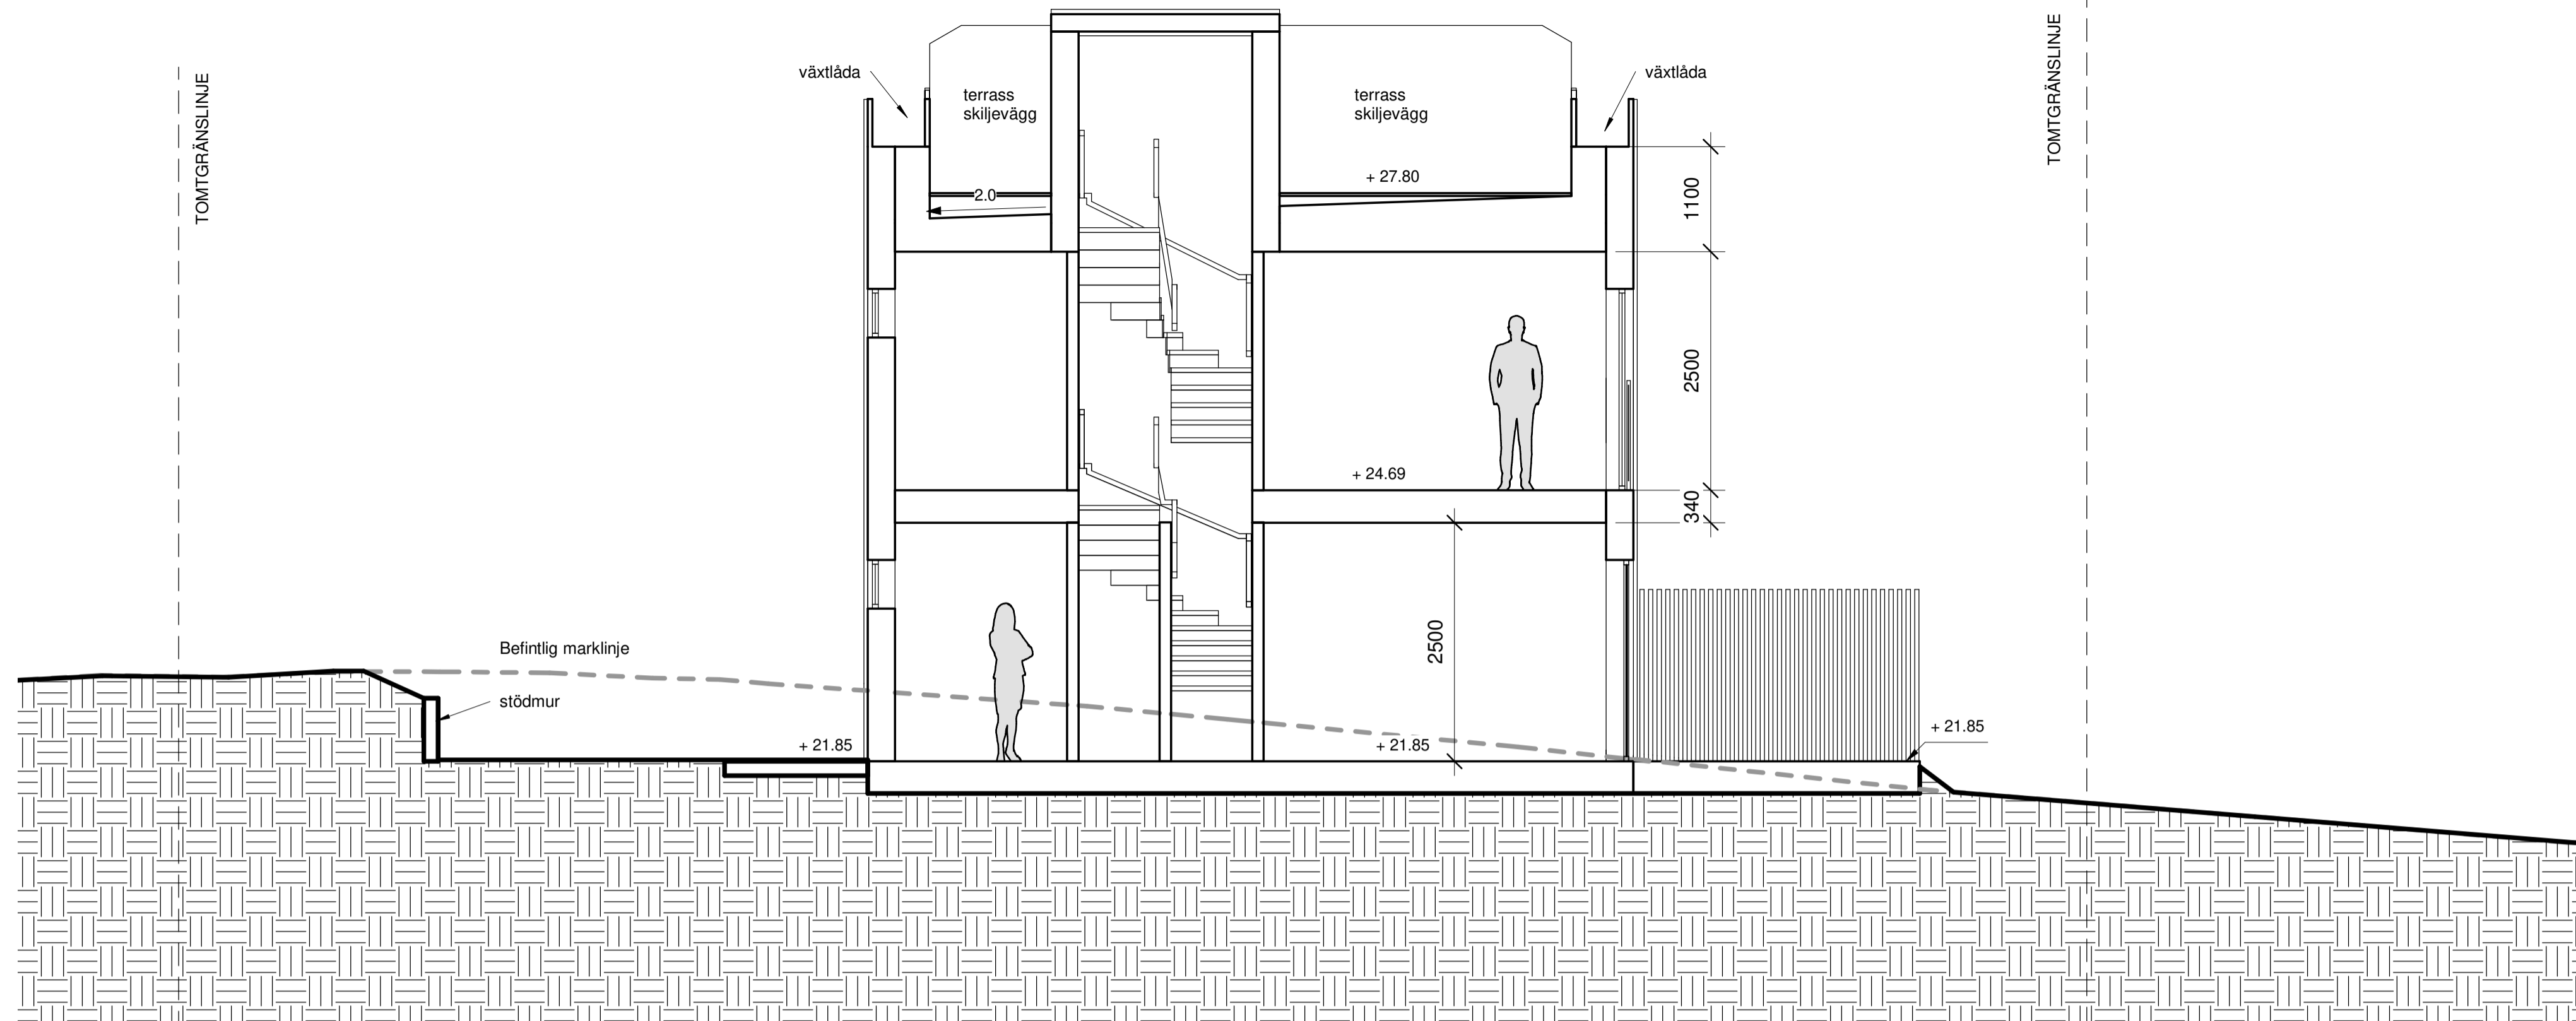 TOMTGRÄNSLINJE
växtlåda
terrass
skiljevägg
terrass
skiljevägg
växtlåda
TOMTGRÄNSLINJE
2.0
+ 27.80
1100
2500
+ 24.69
340
Befintlig marklinje
2500
stödmur
+ 21.85
+ 21.85
+ 21.85